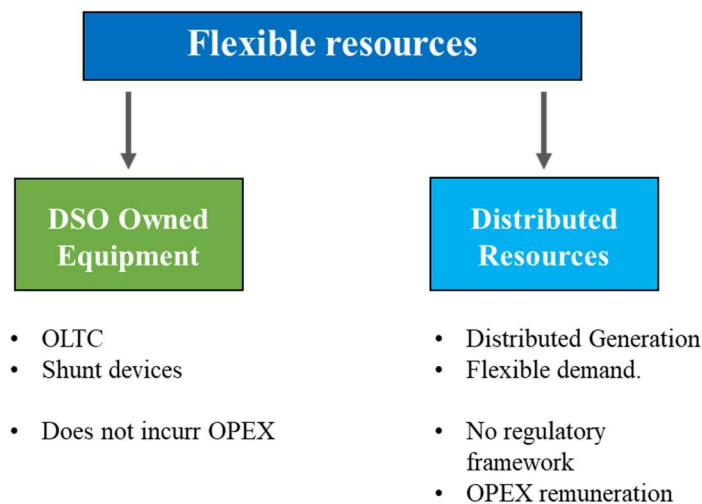 Flexible resources
DSO Owned
Equipment
• OLTC
• Shunt devices
• Does not incurr OPEX
Distributed
Resources
• Distributed Generation
• Flexible demand.
• No regulatory
framework
• OPEX remuneration